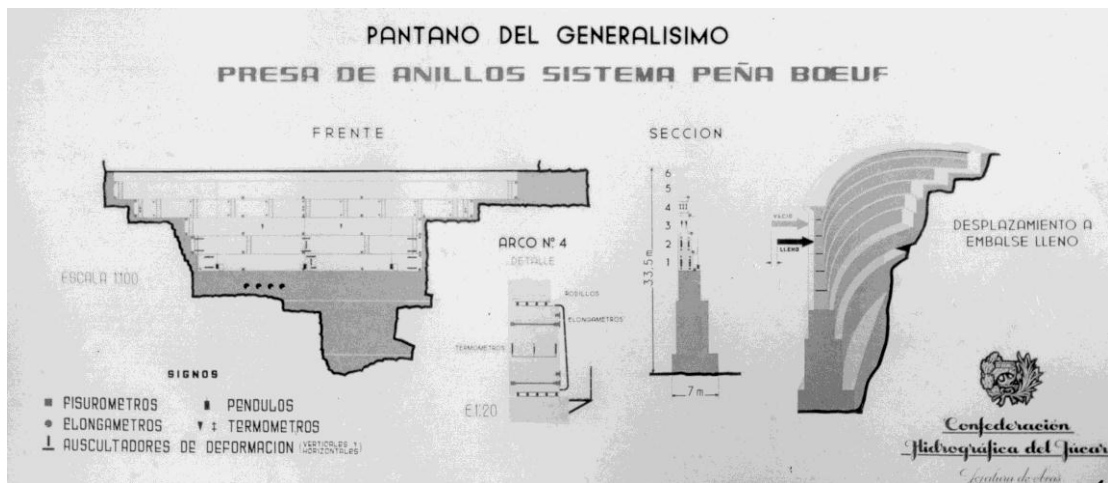 PANTANO DEL GENERALISIMO
PRESA DE ANILLOS SISTEMA PEÑA BŒUF
FRENTE
ESCALA 1:100
SIGNOS
FISUROMETROS
PENDULOS
ELONGAMETROS
TERMOMETROS
AUSCULTADORES DE DEFORMACION (VERTICALES Y HORIZONTALES)
ARCO Nº 4
DETALLE
ROSILLOS
ELONGAMETROS
TERMOMETROS
E.1:20
SECCION
6
5
4
3
2
1
33,5 m
7 m
VACIO
LLENO
DESPLAZAMIENTO A
EMBALSE LLENO
Confederación
Hidrográfica del Júcar
Jefatura de obras